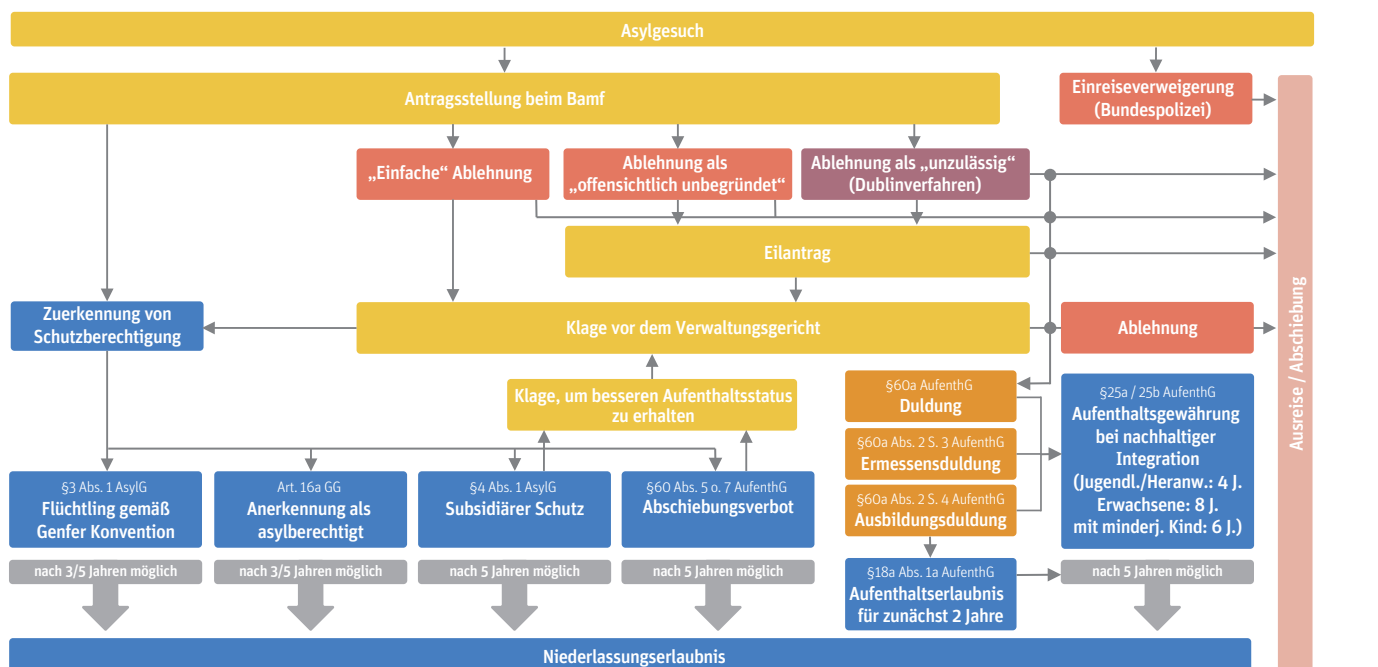 Asylgesuch
Antragsstellung beim Bamf
Einreiseverweigerung
(Bundespolizei)
„Einfache“ Ablehnung
Ablehnung als
„offensichtlich unbegründet“
Ablehnung als „unzulässig“
(Dublinverfahren)
Eilantrag
Zuerkennung von
Schutzberechtigung
Klage vor dem Verwaltungsgericht
Ablehnung
Ausreise / Abschiebung
Klage, um besseren Aufenthaltsstatus
zu erhalten
§60a AufenthG
Duldung
§60a Abs. 2 S. 3 AufenthG
Ermessensduldung
§60a Abs. 2 S. 4 AufenthG
Ausbildungsduldung
§25a / 25b AufenthG
Aufenthaltsgewährung
bei nachhaltiger
Integration
(Jugendl./Heranw.: 4 J.
Erwachsene: 8 J.
mit minderj. Kind: 6 J.)
§3 Abs. 1 AsylG
Flüchtling gemäß
Genfer Konvention
Art. 16a GG
Anerkennung als
asylberechtigt
§4 Abs. 1 AsylG
Subsidiärer Schutz
§60 Abs. 5 o. 7 AufenthG
Abschiebungsverbot
nach 3/5 Jahren möglich
nach 3/5 Jahren möglich
nach 5 Jahren möglich
nach 5 Jahren möglich
§18a Abs. 1a AufenthG
Aufenthaltserlaubnis
für zunächst 2 Jahre
nach 5 Jahren möglich
Niederlassungserlaubnis